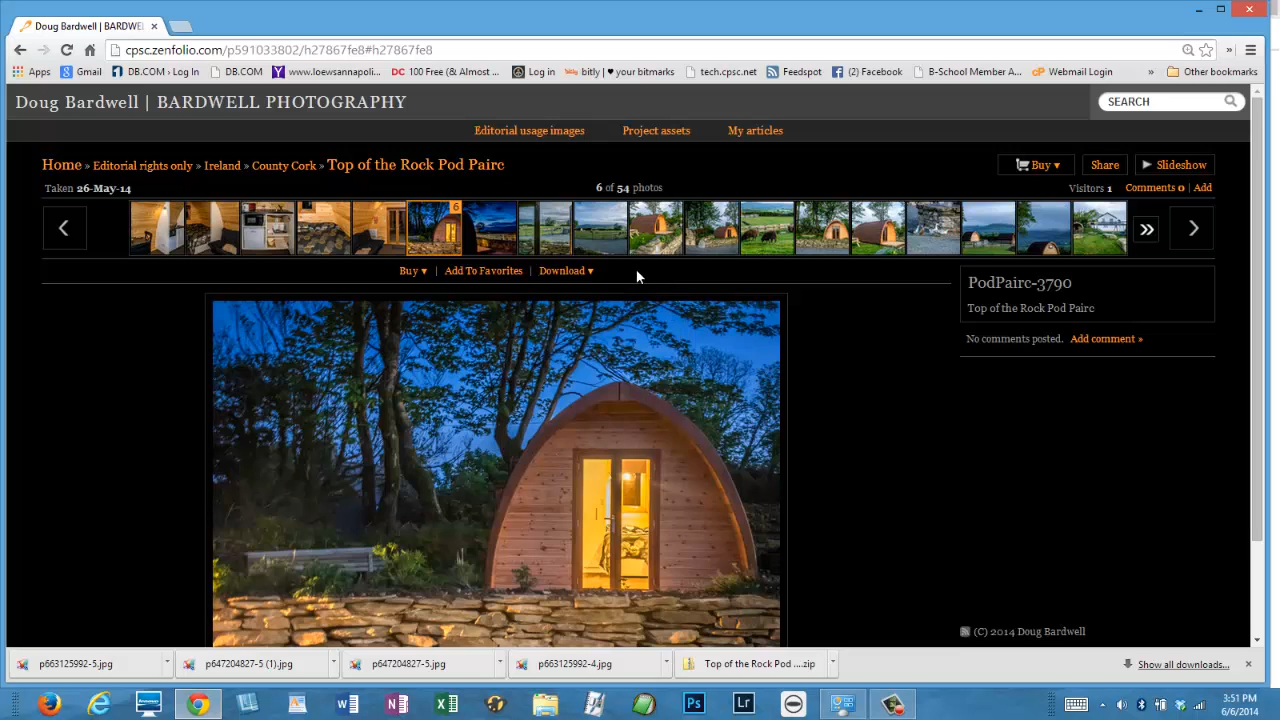 Doug Bardwell | BARDWE
cpsc.zenfolio.com/p591033802/h27867fe8#h27867fe8
Apps Gmail DB.COM › Log In DB.COM www.loewsannapoli... DC 100 Free (& Almost ... Log in bitly | ♥ your bitmarks tech.cpsc.net Feedspot (2) Facebook B-School Member A... cP Webmail Login » Other bookmarks
Doug Bardwell | BARDWELL PHOTOGRAPHY
SEARCH
Editorial usage images Project assets My articles
Home » Editorial rights only » Ireland » County Cork » Top of the Rock Pod Pairc
Buy ▾ Share Slideshow
Taken 26-May-14 6 of 54 photos Visitors 1 Comments 0 | Add
6
Buy ▾ | Add To Favorites | Download ▾
PodPairc-3790
Top of the Rock Pod Pairc
No comments posted. Add comment »
(C) 2014 Doug Bardwell
p663125992-5.jpg p647204827-5 (1).jpg p647204827-5.jpg p663125992-4.jpg Top of the Rock Pod ....zip Show all downloads...
Ps Lr
3:51 PM
6/6/2014